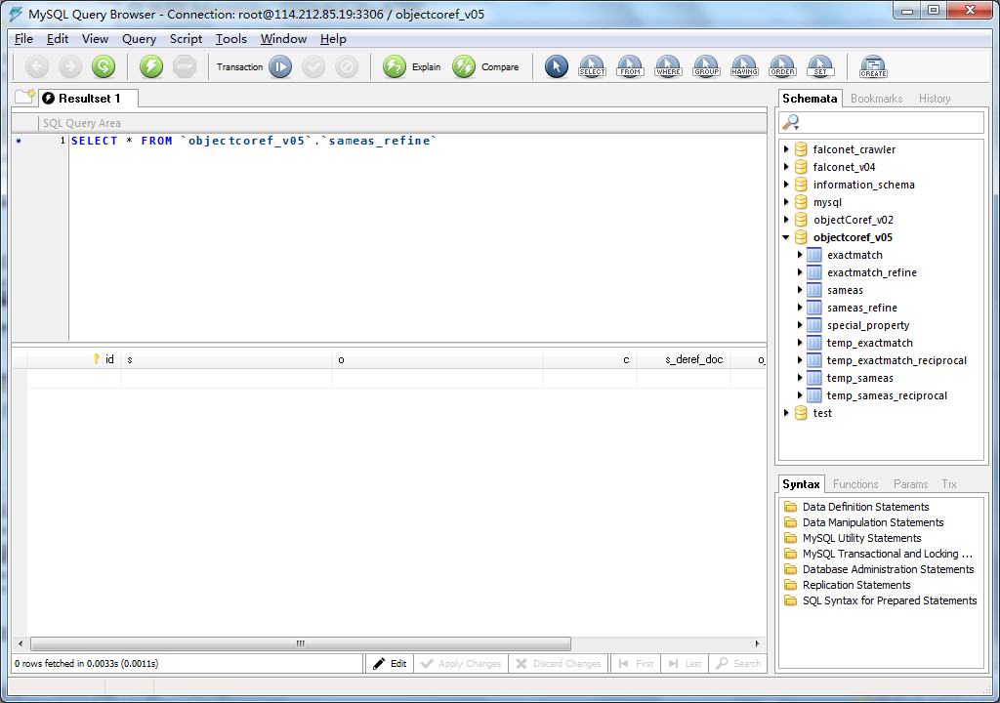 MySQL Query Browser - Connection: root@114.212.85.19:3306 / objectcoref_v05
File Edit View Query Script Tools Window Help
STOP Transaction Explain Compare SELECT FROM WHERE GROUP HAVING ORDER SET CREATE
Resultset 1
SQL Query Area
1 SELECT * FROM `objectcoref_v05`.`sameas_refine`
id s o c s_deref_doc o_
0 rows fetched in 0.0033s (0.0011s)
Edit Apply Changes Discard Changes First Last Search
Schemata Bookmarks History
falconet_crawler
falconet_v04
information_schema
mysql
objectCoref_v02
objectcoref_v05
exactmatch
exactmatch_refine
sameas
sameas_refine
special_property
temp_exactmatch
temp_exactmatch_reciprocal
temp_sameas
temp_sameas_reciprocal
test
Syntax Functions Params Trx
Data Definition Statements
Data Manipulation Statements
MySQL Utility Statements
MySQL Transactional and Locking ...
Database Administration Statements
Replication Statements
SQL Syntax for Prepared Statements